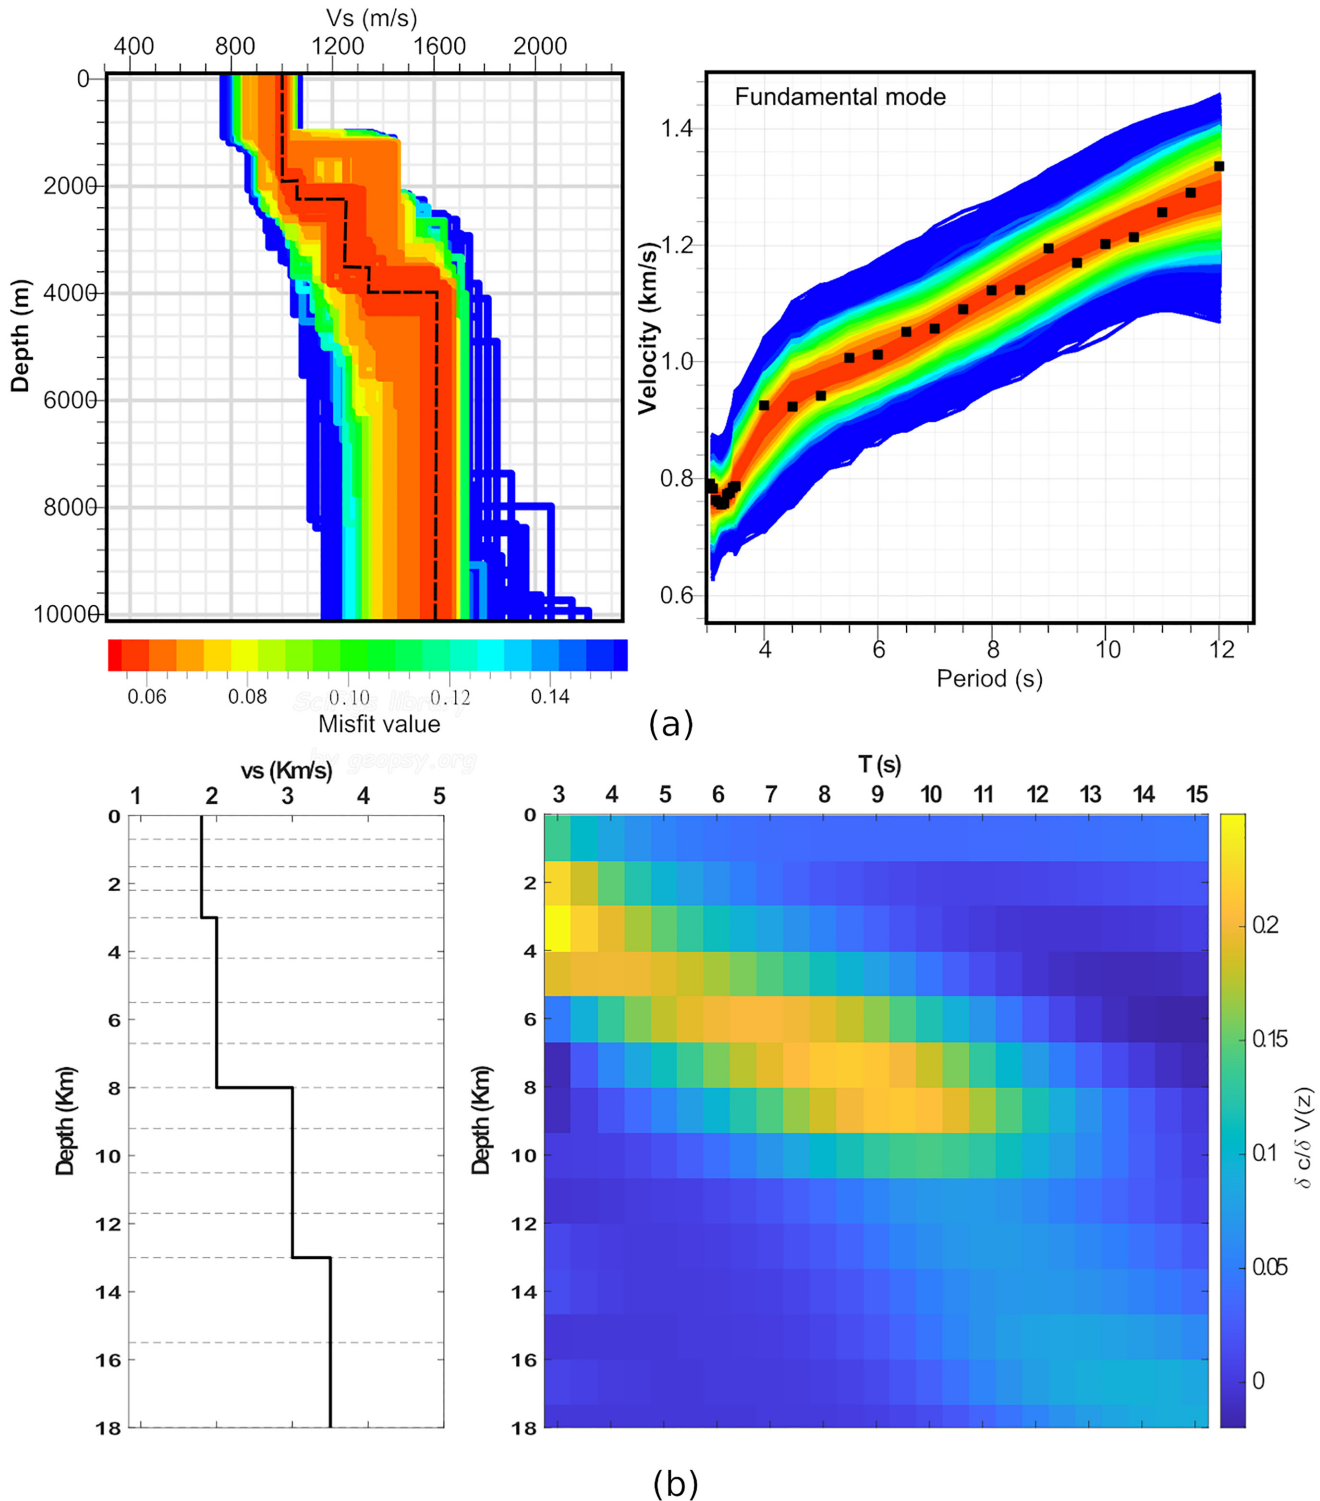 Vs (m/s)
400 800 1200 1600 2000
0
2000
4000
6000
8000
10000
Depth (m)
0.06 0.08 0.10 0.12 0.14
Misfit value
Fundamental mode
1.4
1.2
1.0
0.8
0.6
Velocity (km/s)
4 6 8 10 12
Period (s)
(a)
by geopsy.org
vs (Km/s)
1 2 3 4 5
0
2
4
6
8
10
12
14
16
18
Depth (Km)
T (s)
3 4 5 6 7 8 9 10 11 12 13 14 15
0
2
4
6
8
10
12
14
16
18
Depth (Km)
0.2
0.15
0.1
0.05
0
δ c/δ V(z)
(b)